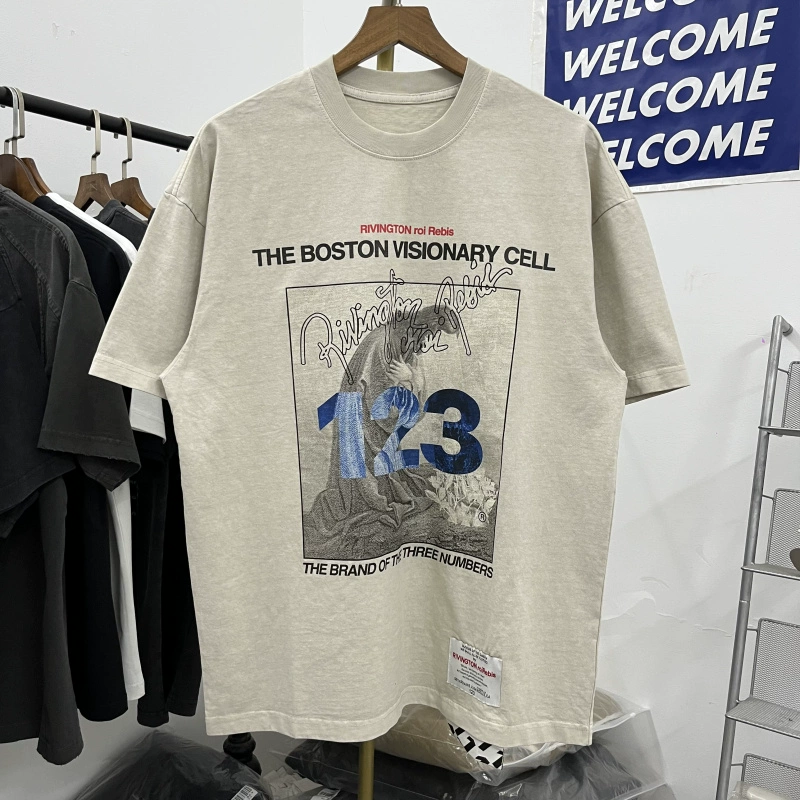 WELCOME
WELCOME
WELCOME
WELCOME
RIVINGTON roi Rebis
THE BOSTON VISIONARY CELL
Rivington
roi Rebis
123
®
THE BRAND OF THE THREE NUMBERS
RIVINGTON roi Rebis